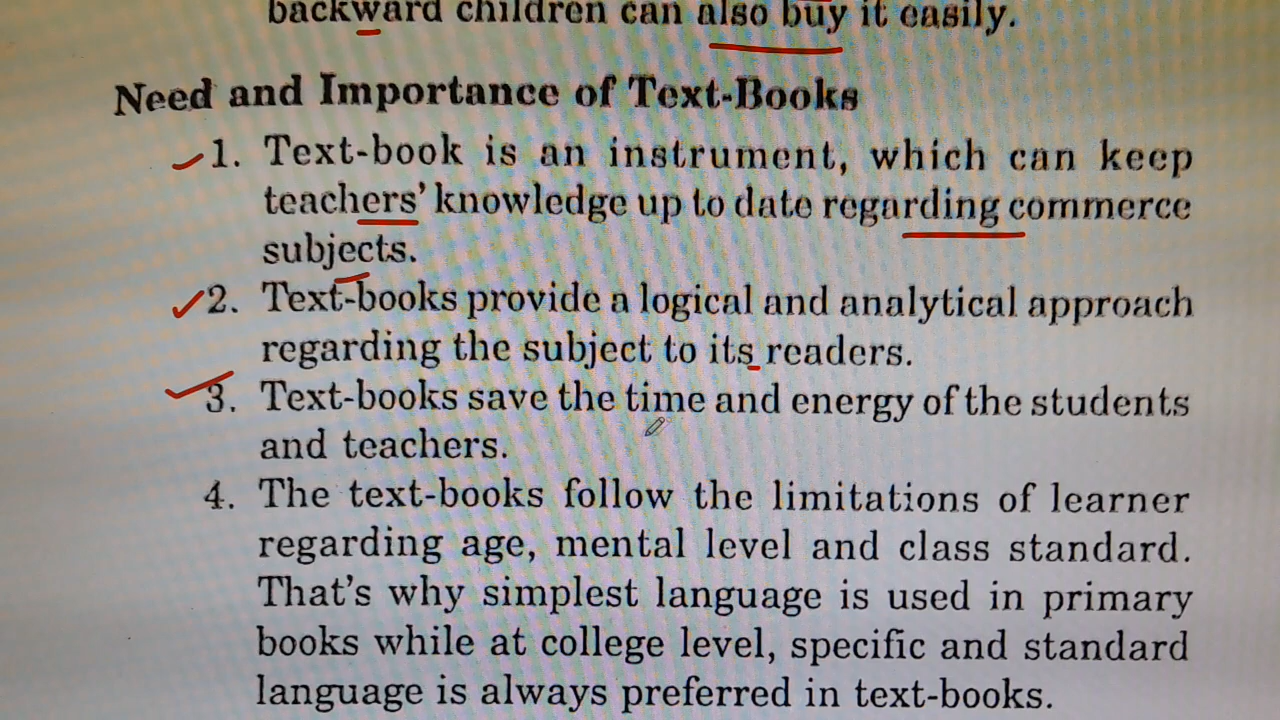 backward children can also buy it easily.
Need and Importance of Text-Books
1. Text-book is an instrument, which can keep
teachers' knowledge up to date regarding commerce
subjects.
2. Text-books provide a logical and analytical approach
regarding the subject to its readers.
3. Text-books save the time and energy of the students
and teachers.
4. The text-books follow the limitations of learner
regarding age, mental level and class standard.
That's why simplest language is used in primary
books while at college level, specific and standard
language is always preferred in text-books.